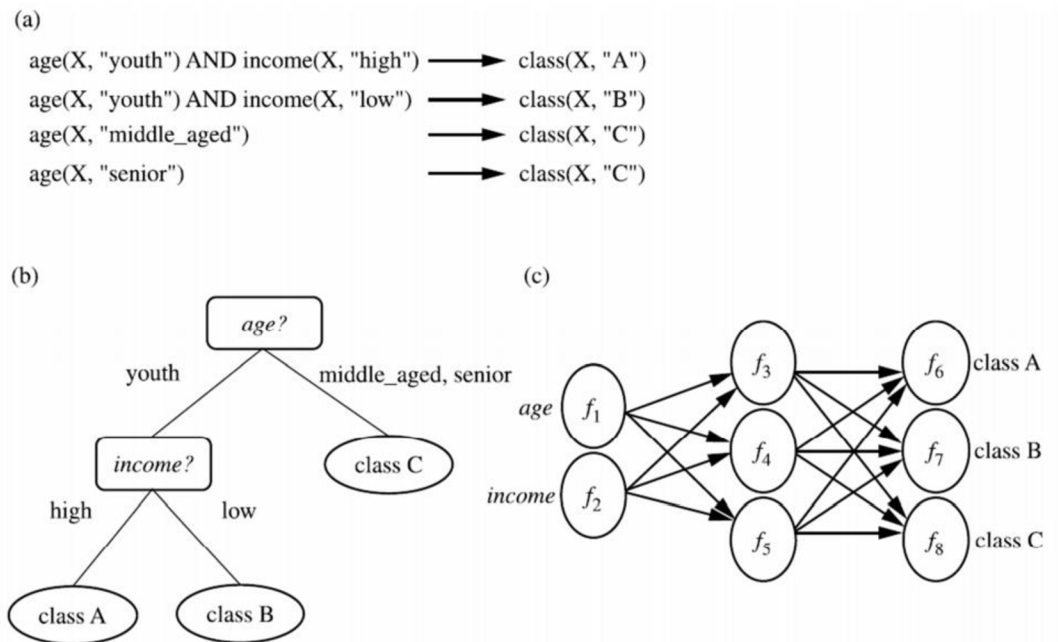 (a)
age(X, "youth") AND income(X, "high") class(X, "A")
age(X, "youth") AND income(X, "low") class(X, "B")
age(X, "middle_aged") class(X, "C")
age(X, "senior") class(X, "C")
(b)
age?
youth
middle_aged, senior
income?
class C
high
low
class A
class B
(c)
f3
f6
class A
age
f1
f4
f7
class B
income
f2
f5
f8
class C